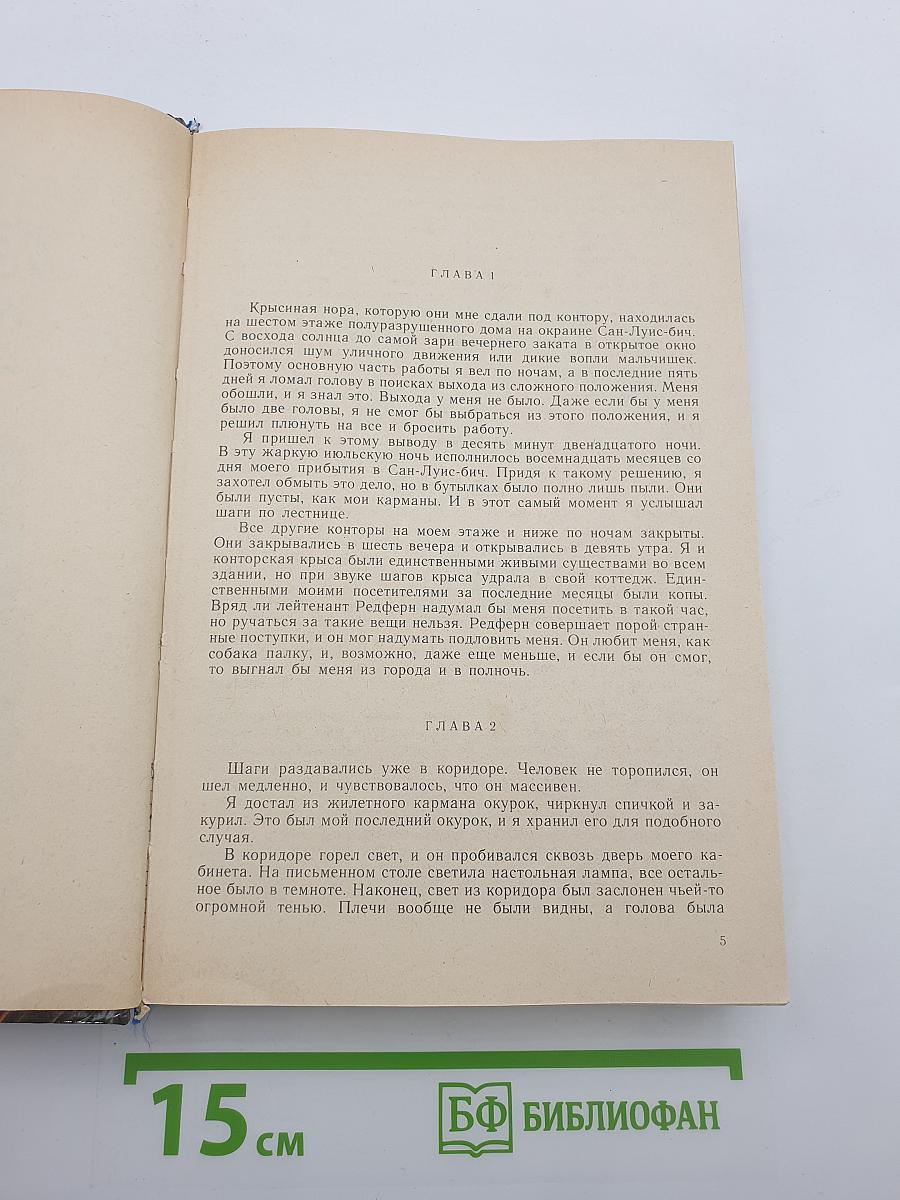 ГЛАВА 1
Крысиная нора, которую они мне сдали под контору, находилась
на шестом этаже полуразрушенного дома на окраине Сан-Луис-бич.
С восхода солнца до самой зари вечернего заката в открытое окно
доносился шум уличного движения или дикие вопли мальчишек.
Поэтому основную часть работы я вел по ночам, а в последние пять
дней я ломал голову в поисках выхода из сложного положения. Меня
обошли, и я знал это. Выхода у меня не было. Даже если бы у меня
было две головы, я не смог бы выбраться из этого положения, и я
решил плюнуть на все и бросить работу.
Я пришел к этому выводу в десять минут двенадцатого ночи.
В эту жаркую июльскую ночь исполнилось восемнадцать месяцев со
дня моего прибытия в Сан-Луис-бич. Придя к такому решению, я
захотел обмыть это дело, но в бутылках было полно лишь пыли. Они
были пусты, как мои карманы. И в этот самый момент я услышал
шаги по лестнице.
Все другие конторы на моем этаже и ниже по ночам закрыты.
Они закрывались в шесть вечера и открывались в девять утра. Я и
конторская крыса были единственными живыми существами во всем
здании, но при звуке шагов крыса удрала в свой коттедж. Един-
ственными моими посетителями за последние месяцы были копы.
Вряд ли лейтенант Редферн надумал бы меня посетить в такой час,
но ручаться за такие вещи нельзя. Редферн совершает порой стран-
ные поступки, и он мог надумать подловить меня. Он любит меня, как
собака палку, и, возможно, даже еще меньше, и если бы он смог,
то выгнал бы меня из города и в полночь.
ГЛАВА 2
Шаги раздавались уже в коридоре. Человек не торопился, он
шел медленно, и чувствовалось, что он массивен.
Я достал из жилетного кармана окурок, чиркнул спичкой и за-
курил. Это был мой последний окурок, и я хранил его для подобного
случая.
В коридоре горел свет, и он пробивался сквозь дверь моего ка-
бинета. На письменном столе светила настольная лампа, все осталь-
ное было в темноте. Наконец, свет из коридора был заслонен чьей-то
огромной тенью. Плечи вообще не были видны, а голова была
5
15 см
БФ БИБЛИОФАН